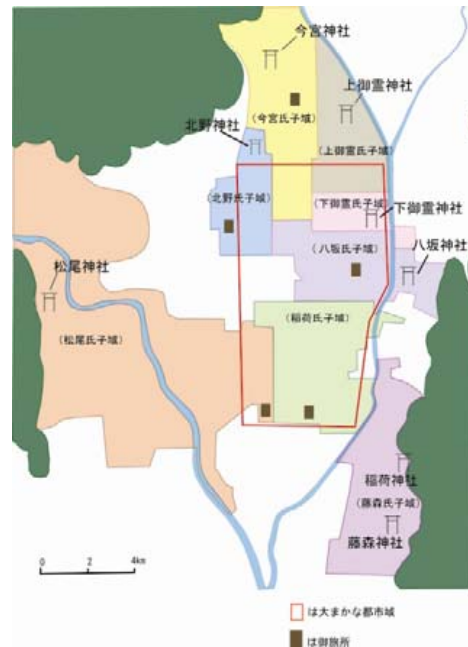 今宮神社
上御霊神社
(今宮氏子域)
北野神社
(上御霊氏子域)
(北野氏子域)
(下御霊氏子域)
下御霊神社
(八坂氏子域)
八坂神社
松尾神社
(稲荷氏子域)
(松尾氏子域)
稲荷神社
(藤森氏子域)
藤森神社
0 2 4km
は大まかな都市域
は御旅所